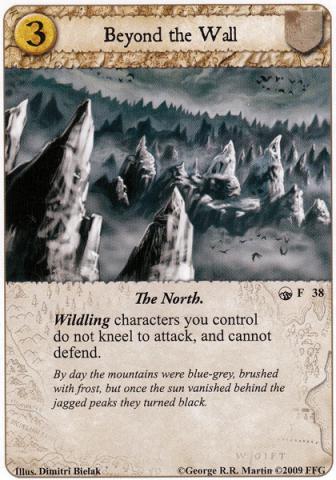 3
Beyond the Wall
The North.
F 38
Wildling characters you control
do not kneel to attack, and cannot
defend.
By day the mountains were blue-grey, brushed
with frost, but once the sun vanished behind the
jagged peaks they turned black.
W GIFT
Illus. Dimitri Bielak
©George R.R. Martin ©2009 FFG